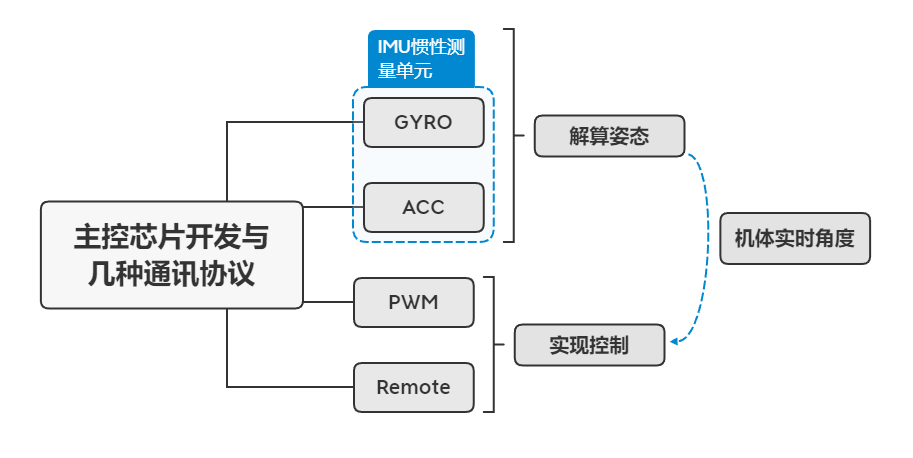 IMU惯性测
量单元
GYRO
解算姿态
ACC
主控芯片开发与
几种通讯协议
机体实时角度
PWM
实现控制
Remote